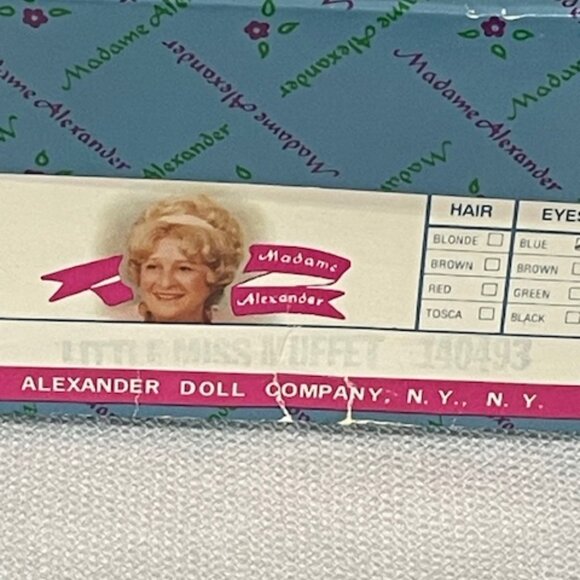 Madame Alexander
Madame Alexander
Madame Alexander
Madame Alexander
Alexander
Madame
Alexander
HAIR
BLONDE
BROWN
RED
TOSCA
EYES
BLUE
BROWN
GREEN
BLACK
LITTLE MISS MUFFET 140493
ALEXANDER DOLL COMPANY, N. Y., N. Y.